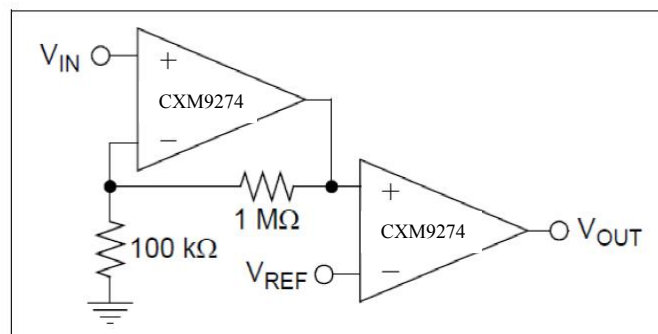 V_IN
+
CXM9274
−
1 MΩ
100 kΩ
+
CXM9274
−
V_REF
V_OUT